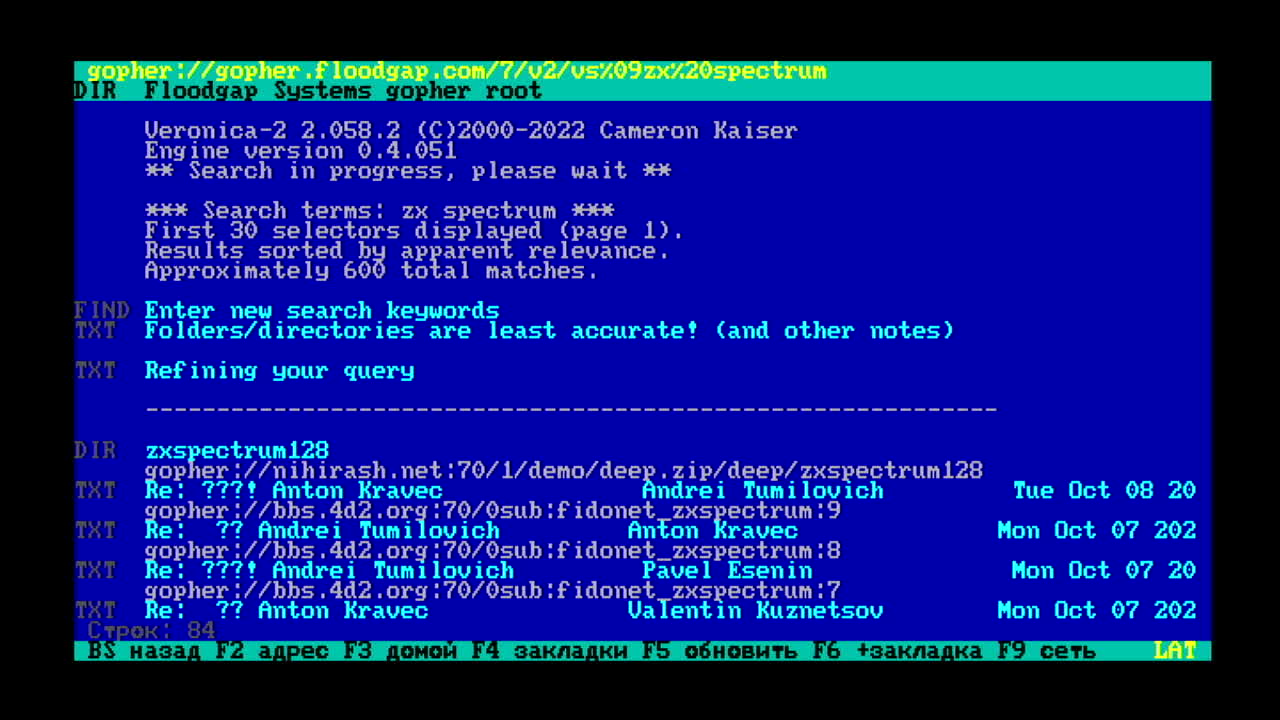 gopher://gopher.floodgap.com/7/v2/vs%09zx%20spectrum
DIR Floodgap Systems gopher root
Veronica-2 2.058.2 (C)2000-2022 Cameron Kaiser
Engine version 0.4.051
** Search in progress, please wait **
*** Search terms: zx spectrum ***
First 30 selectors displayed (page 1).
Results sorted by apparent relevance.
Approximately 600 total matches.
FIND Enter new search keywords
TXT Folders/directories are least accurate! (and other notes)
TXT Refining your query
------------------------------------------------------------
DIR zxspectrum128
gopher://nihirash.net:70/1/demo/deep.zip/deep/zxspectrum128
TXT Re: ???! Anton Kravec Andrei Tumilovich Tue Oct 08 20
gopher://bbs.4d2.org:70/0sub:fidonet_zxspectrum:9
TXT Re: ?? Andrei Tumilovich Anton Kravec Mon Oct 07 202
gopher://bbs.4d2.org:70/0sub:fidonet_zxspectrum:8
TXT Re: ???! Andrei Tumilovich Pavel Esenin Mon Oct 07 20
gopher://bbs.4d2.org:70/0sub:fidonet_zxspectrum:7
TXT Re: ?? Anton Kravec Valentin Kuznetsov Mon Oct 07 202
Строк: 84
BS назад F2 адрес F3 домой F4 закладки F5 обновить F6 +закладка F9 сеть LAT